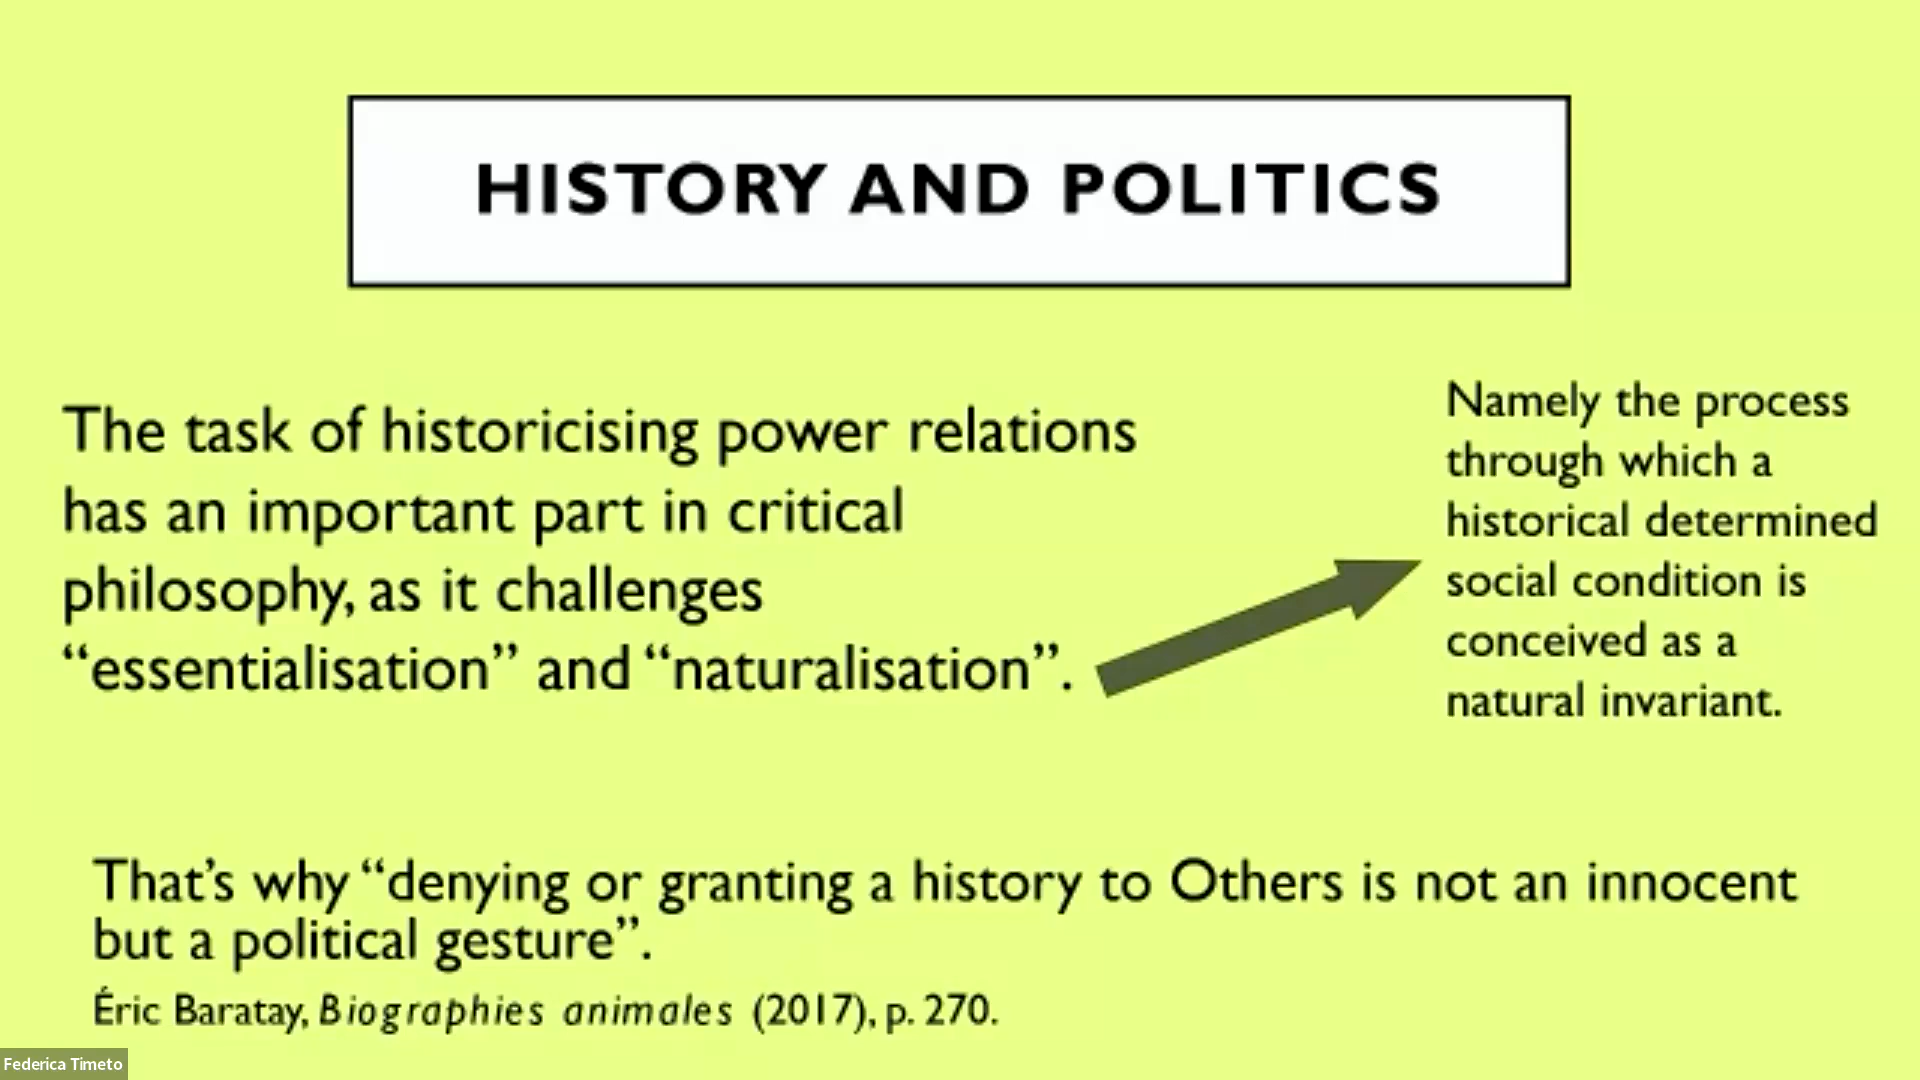 HISTORY AND POLITICS
The task of historicising power relations
has an important part in critical
philosophy, as it challenges
“essentialisation” and “naturalisation”.
Namely the process
through which a
historical determined
social condition is
conceived as a
natural invariant.
That’s why “denying or granting a history to Others is not an innocent
but a political gesture”.
Éric Baratay, Biographies animales (2017), p. 270.
Federica Timeto